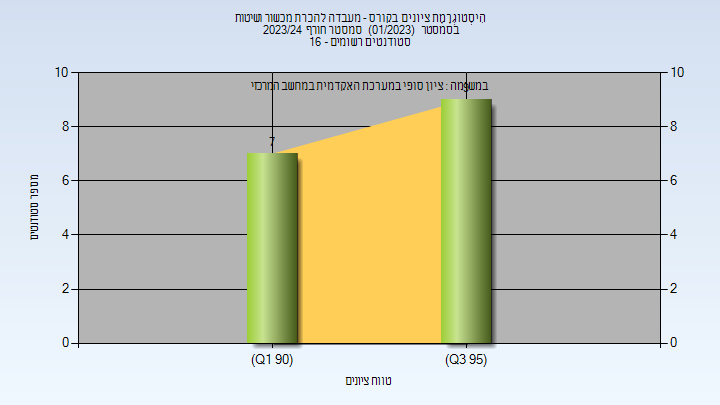 היסטוגרמת ציונים בקורס - מעבדה להכרת מכשור ושיטות
בסמסטר (01/2023) סמסטר חורף 2023/24
סטודנטים רשומים - 16
במשימה : ציון סופי במערכת האקדמית במחשב המרכזי
10 10
9
8 8
7
6 6
4 4
2 2
0 0
מספר סטודנטים
(Q1 90) (Q3 95)
טווח ציונים